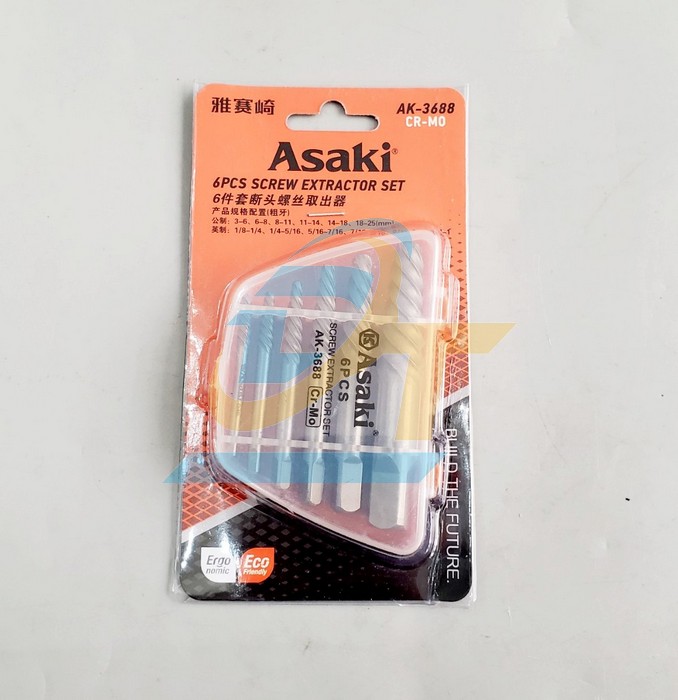 雅赛崎
AK-3688
CR-MO
Asaki®
6PCS SCREW EXTRACTOR SET
6件套断头螺丝取出器
产品规格配置(粗牙)
公制：3-6、6-8、8-11、11-14、14-18、18-25(mm)
英制：1/8-1/4、1/4-5/16、5/16-7/16、
Asaki®
6PCS
SCREW EXTRACTOR SET
AK-3688 Cr-Mo
BUILD THE FUTURE.
Ergo
nomic
Eco
Friendly